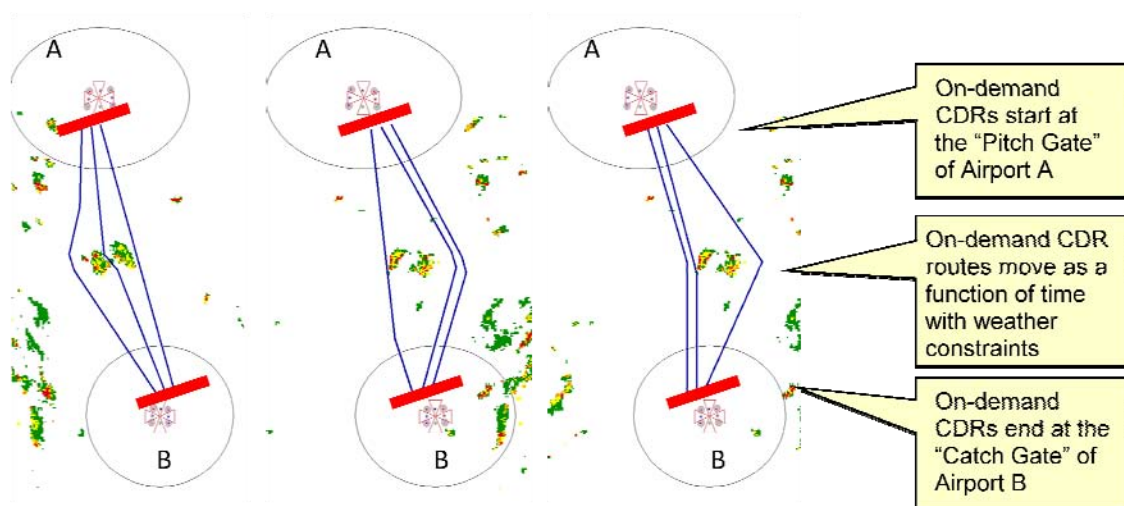 A
A
A
On-demand
CDRs start at
the “Pitch Gate”
of Airport A
On-demand CDR
routes move as a
function of time
with weather
constraints
On-demand
CDRs end at the
“Catch Gate” of
Airport B
B
B
B